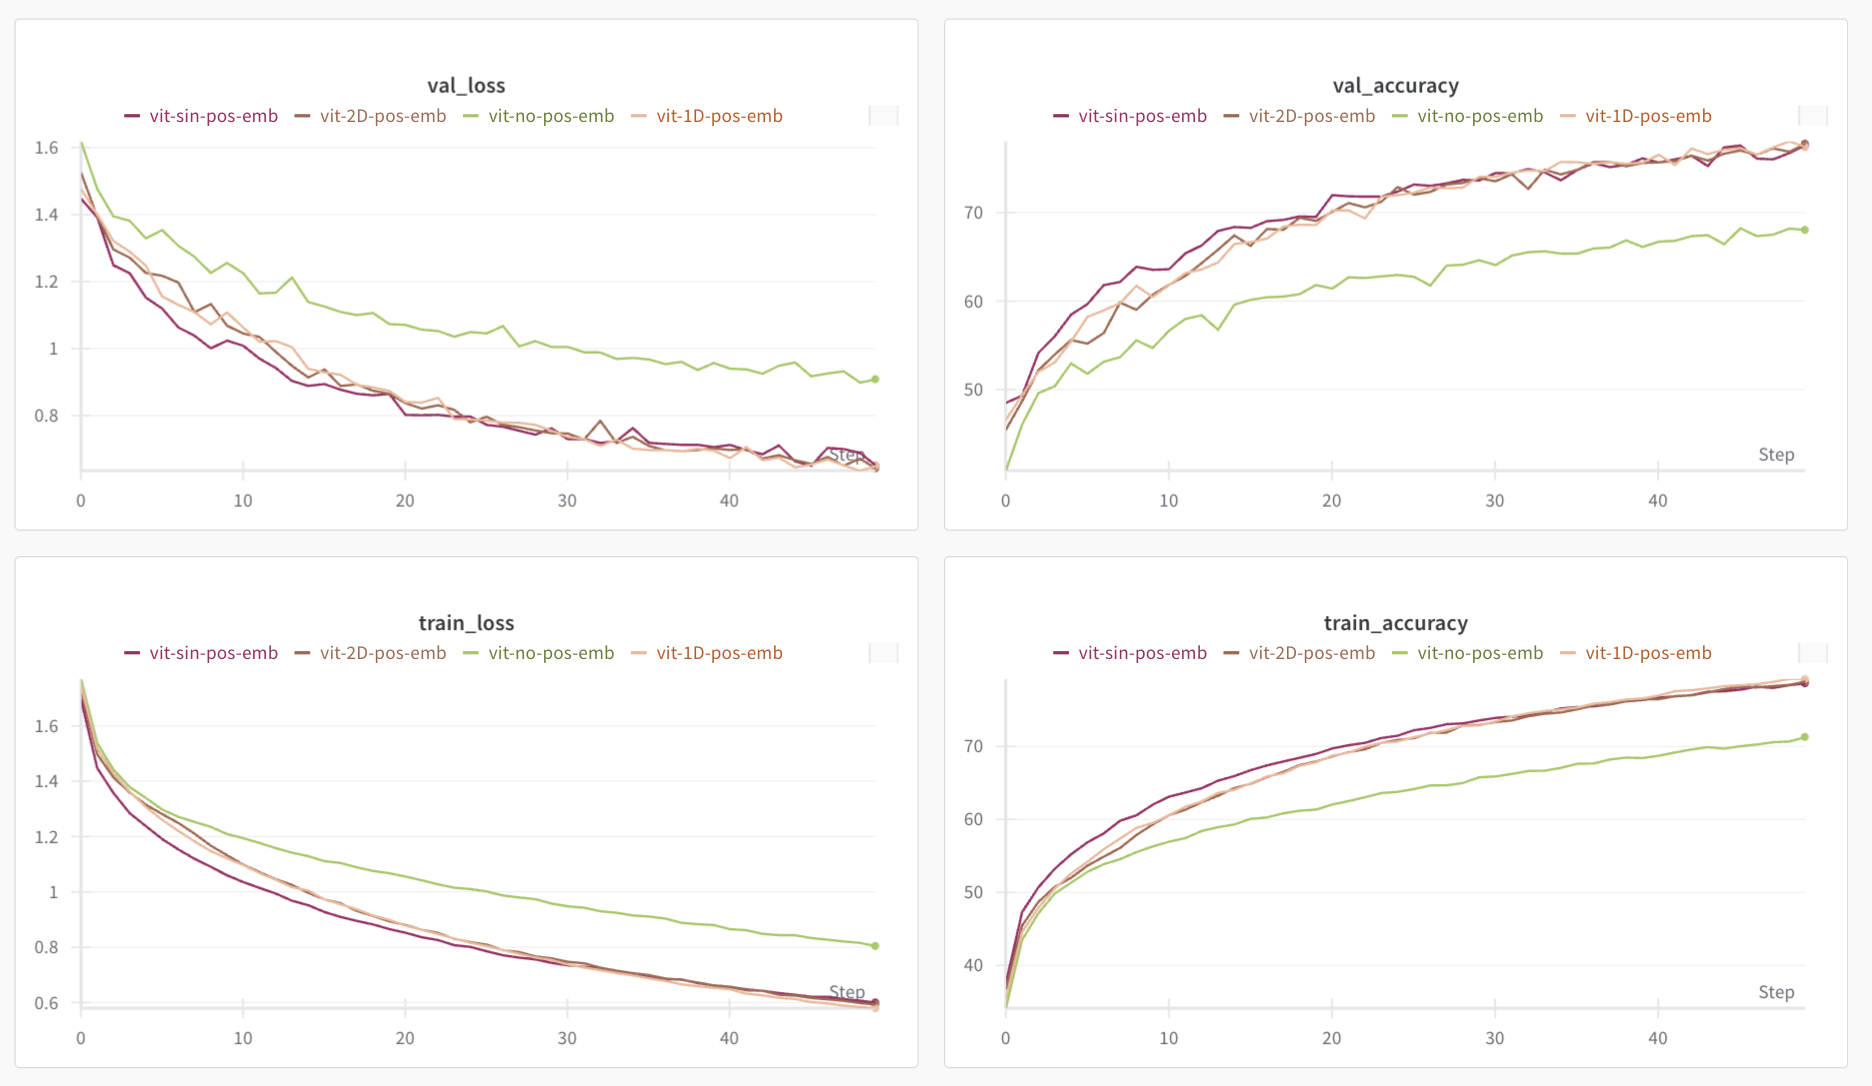 val_loss
vit-sin-pos-emb vit-2D-pos-emb vit-no-pos-emb vit-1D-pos-emb
1.6
1.4
1.2
1
0.8
Step
0 10 20 30 40
val_accuracy
vit-sin-pos-emb vit-2D-pos-emb vit-no-pos-emb vit-1D-pos-emb
70
60
50
Step
0 10 20 30 40
train_loss
vit-sin-pos-emb vit-2D-pos-emb vit-no-pos-emb vit-1D-pos-emb
1.6
1.4
1.2
1
0.8
0.6
Step
0 10 20 30 40
train_accuracy
vit-sin-pos-emb vit-2D-pos-emb vit-no-pos-emb vit-1D-pos-emb
70
60
50
40
Step
0 10 20 30 40